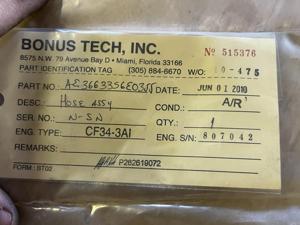 BONUS TECH, INC.
8575 N.W. 79 Avenue Bay D • Miami, Florida 33166
Nº 515376
PART IDENTIFICATION TAG (305) 884-6670 W/O: 475
PART NO.: DATE: JUN 01 2010
DESC.: HOSE ASSY COND.: A/R
SER. NO.: N-SN QTY.: 1
ENG. TYPE: CF34-3A1 ENG. S/N: 807042
REMARKS:
P262619072
FORM: BT02